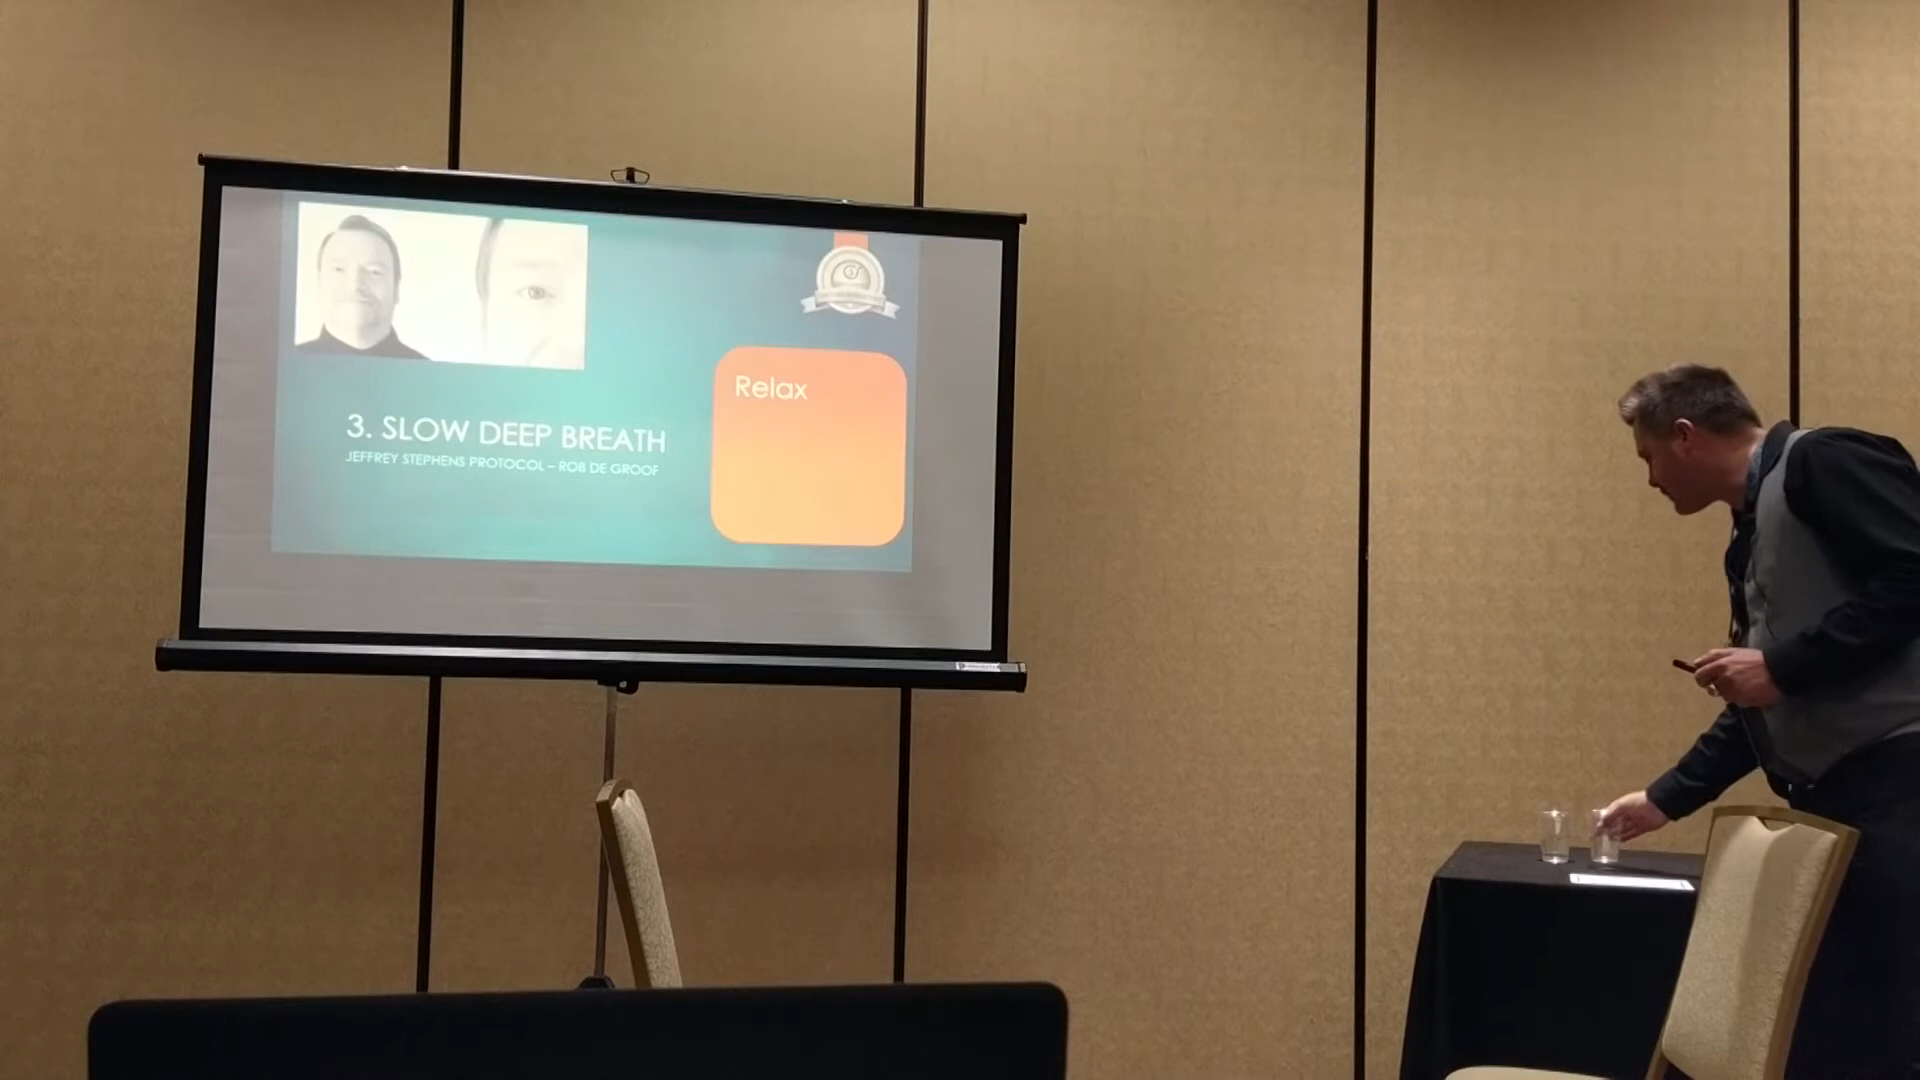 Relax
3. SLOW DEEP BREATH
JEFFREY STEPHENS PROTOCOL – ROB DE GROOF